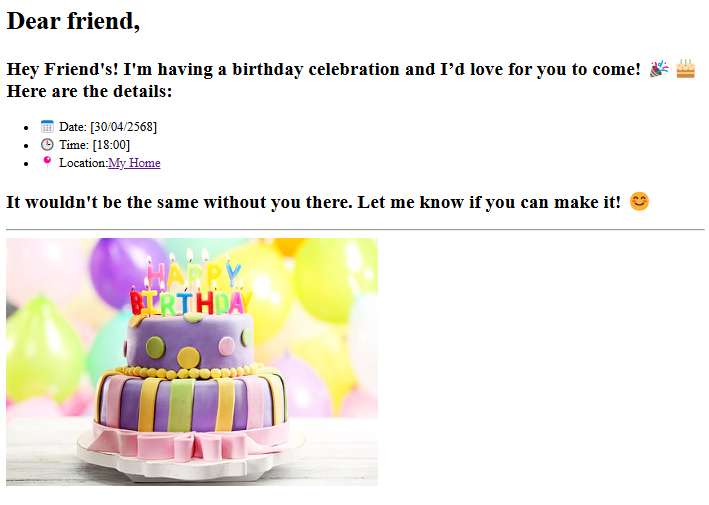 Dear friend,
Hey Friend's! I'm having a birthday celebration and I’d love for you to come! 🎉 🎂
Here are the details:
📅 Date: [30/04/2568]
🕒 Time: [18:00]
📍 Location:My Home
It wouldn't be the same without you there. Let me know if you can make it! 😊
HAPPY
BIRTHDAY